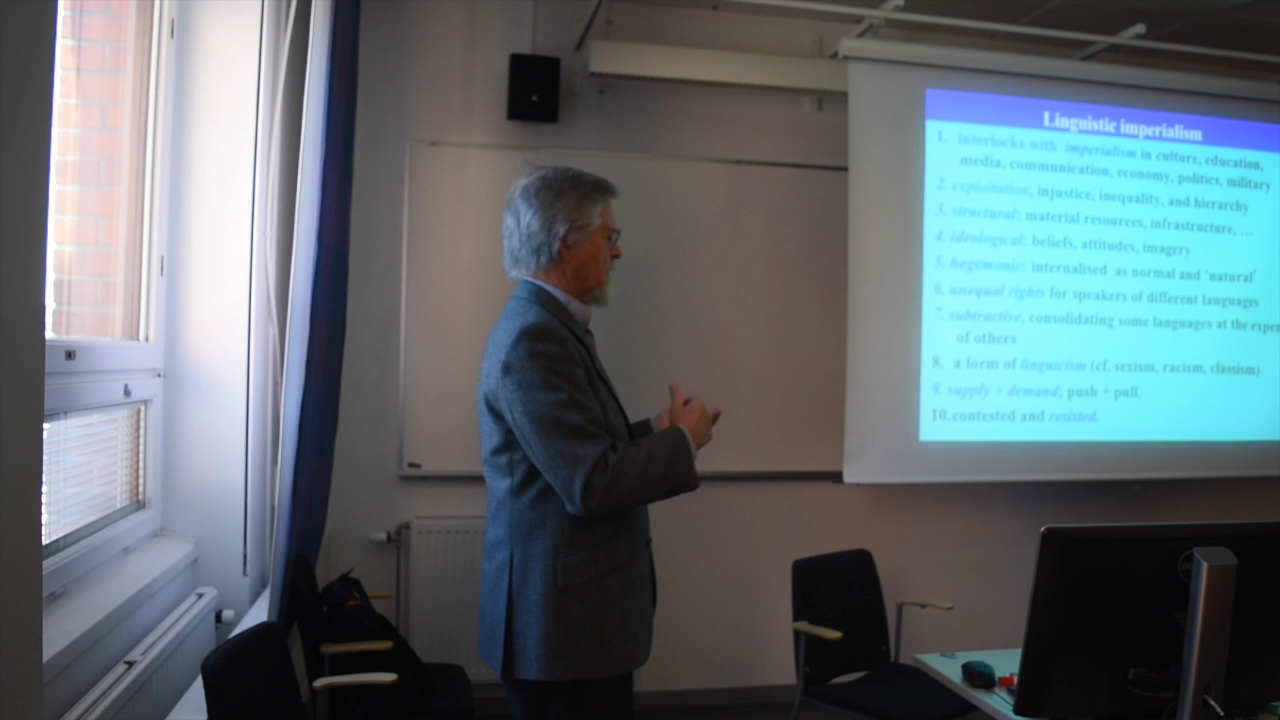 Linguistic imperialism
1. interlocks with imperialism in culture, education,
media, communication, economy, politics, military
2. exploitation, injustice, inequality, and hierarchy
3. structural: material resources, infrastructure, …
4. ideological: beliefs, attitudes, imagery
5. hegemonic: internalised as normal and ‘natural’
6. unequal rights for speakers of different languages
7. subtractive, consolidating some languages at the expen
of others
8. a form of linguicism (cf. sexism, racism, classism)
9. supply + demand; push + pull.
10. contested and resisted.